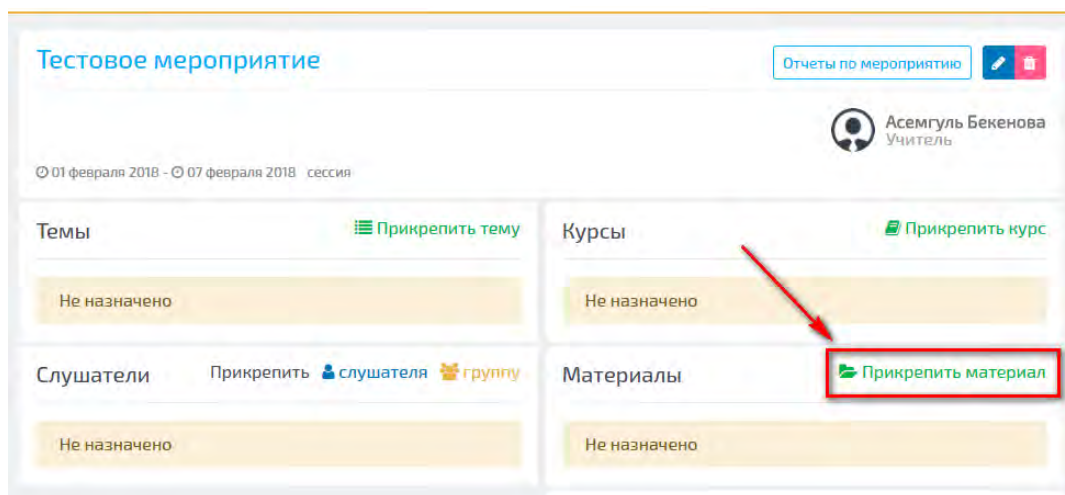 Тестовое мероприятие
Отчеты по мероприятию
Асемгуль Бекенова
Учитель
01 февраля 2018 - 07 февраля 2018 сессия
Темы
Прикрепить тему
Не назначено
Курсы
Прикрепить курс
Не назначено
Слушатели
Прикрепить слушателя группу
Не назначено
Материалы
Прикрепить материал
Не назначено